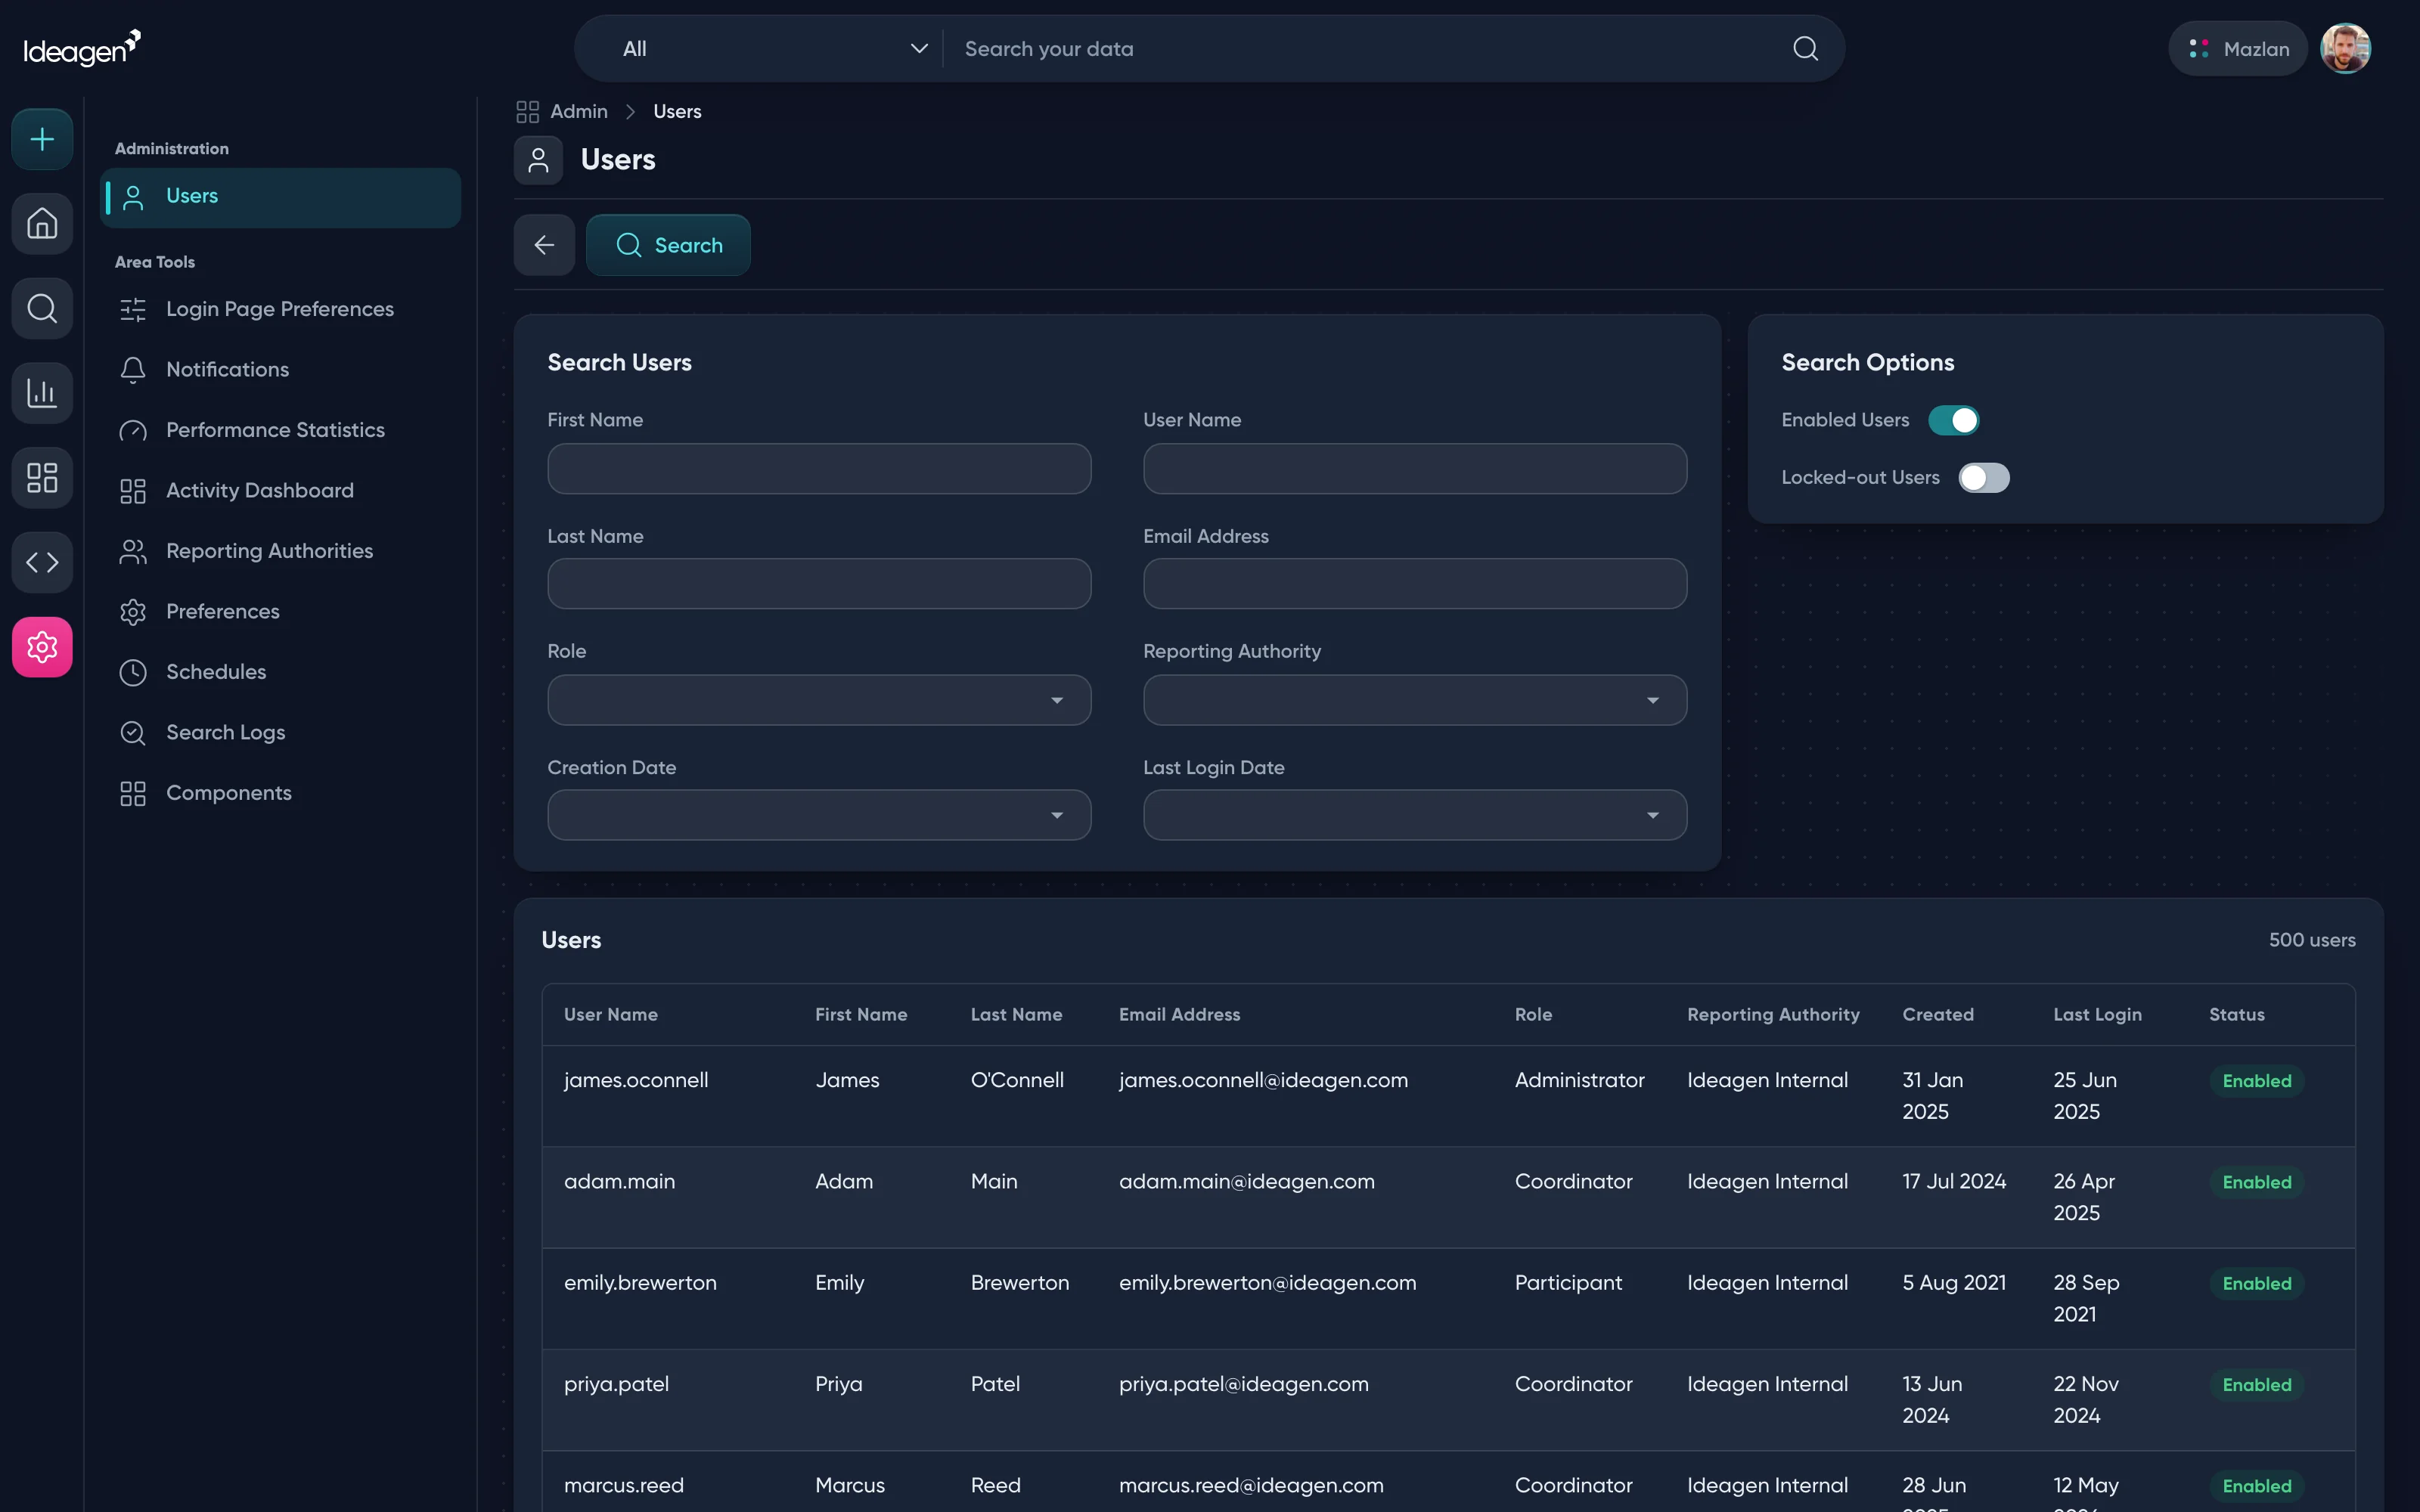 Ideagen
All
Search your data
Mazlan
Admin
Users
Users
Search
Administration
Users
Area Tools
Login Page Preferences
Notifications
Performance Statistics
Activity Dashboard
Reporting Authorities
Preferences
Schedules
Search Logs
Components
Search Users
First Name
User Name
Last Name
Email Address
Role
Reporting Authority
Creation Date
Last Login Date
Search Options
Enabled Users
Locked-out Users
Users
500 users
User Name First Name Last Name Email Address Role Reporting Authority Created Last Login Status
james.oconnell James O'Connell james.oconnell@ideagen.com Administrator Ideagen Internal 31 Jan 25 Jun Enabled
2025 2025
adam.main Adam Main adam.main@ideagen.com Coordinator Ideagen Internal 17 Jul 2024 26 Apr Enabled
2025
emily.brewerton Emily Brewerton emily.brewerton@ideagen.com Participant Ideagen Internal 5 Aug 2021 28 Sep Enabled
2021
priya.patel Priya Patel priya.patel@ideagen.com Coordinator Ideagen Internal 13 Jun 22 Nov Enabled
2024 2024
marcus.reed Marcus Reed marcus.reed@ideagen.com Coordinator Ideagen Internal 28 Jun 12 May Enabled